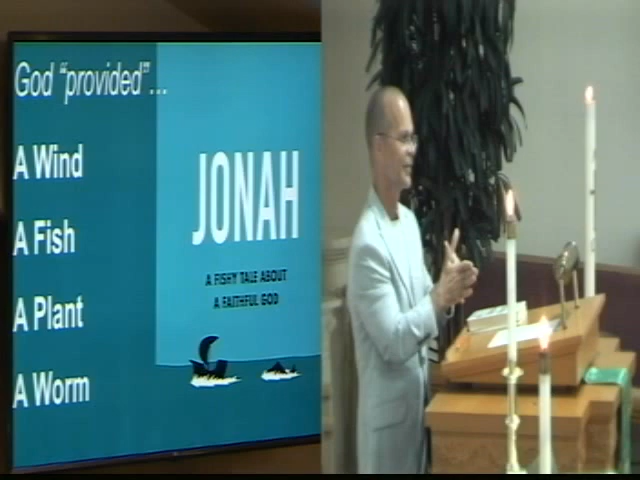 God “provided”...
A Wind
A Fish
A Plant
A Worm
JONAH
A FISHY TALE ABOUT
A FAITHFUL GOD